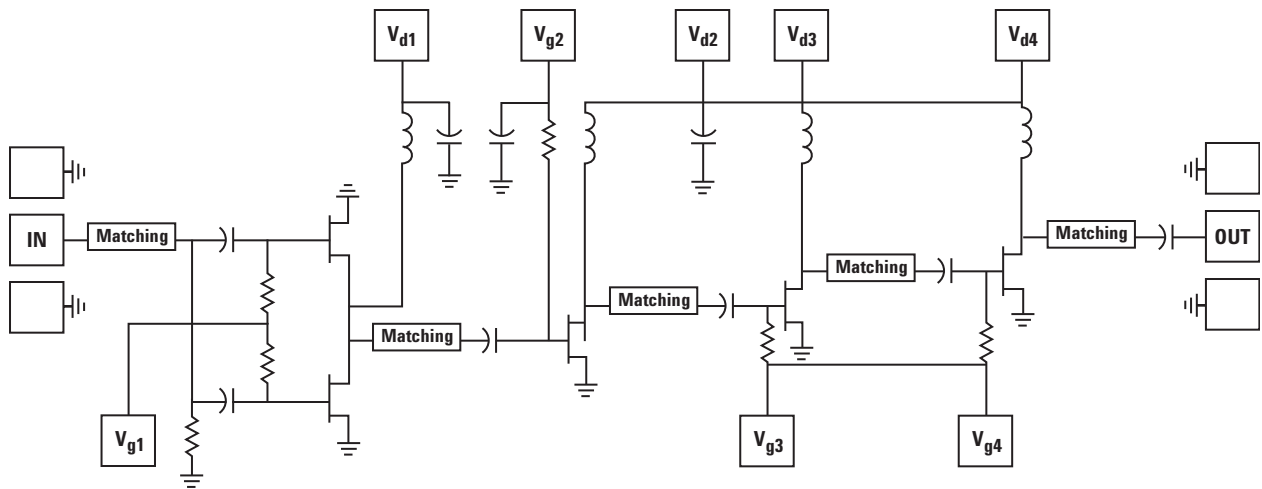 Vd1
Vg2
Vd2
Vd3
Vd4
IN
Matching
Matching
Matching
Matching
Matching
OUT
Vg1
Vg3
Vg4